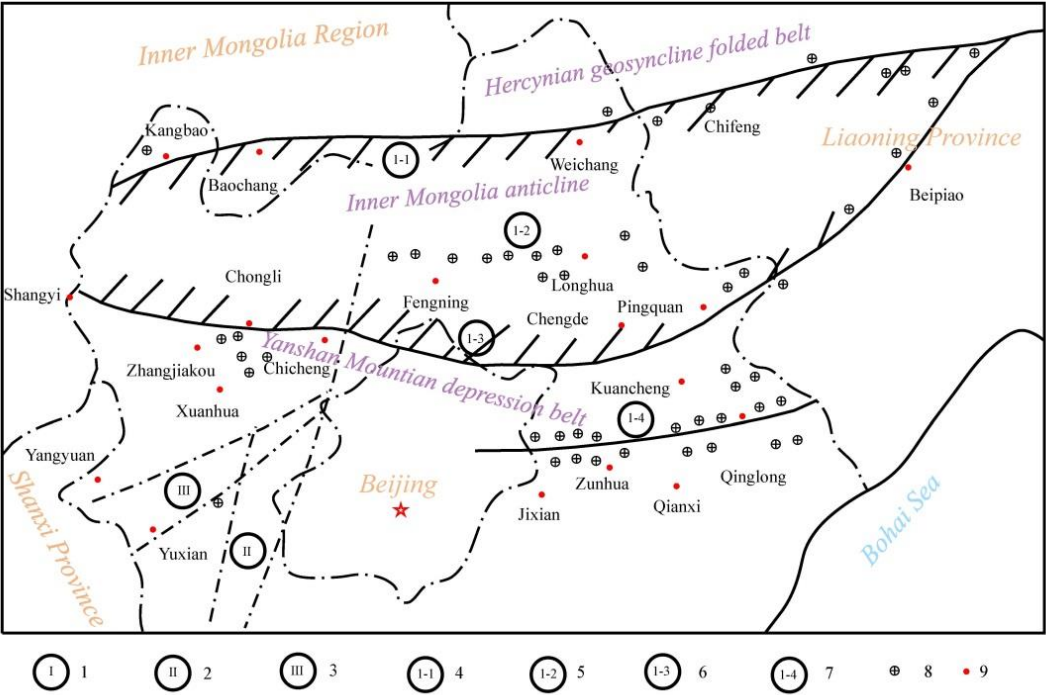 Inner Mongolia Region
Hercynian geosyncline folded belt
Kangbao
Chifeng
Liaoning Province
1-1
Weichang
Baochang
Inner Mongolia anticline
Beipiao
1-2
Chongli
Longhua
Shangyi
Fengning
Pingquan
Chengde
1-3
Yanshan Mountian depression belt
Zhangjiakou
Chicheng
Kuancheng
Xuanhua
1-4
Yangyuan
Shanxi Province
III
Beijing
Zunhua
Qinglong
Jixian
Qianxi
Bohai Sea
Yuxian
II
I 1 II 2 III 3 1-1 4 1-2 5 1-3 6 1-4 7 8 9